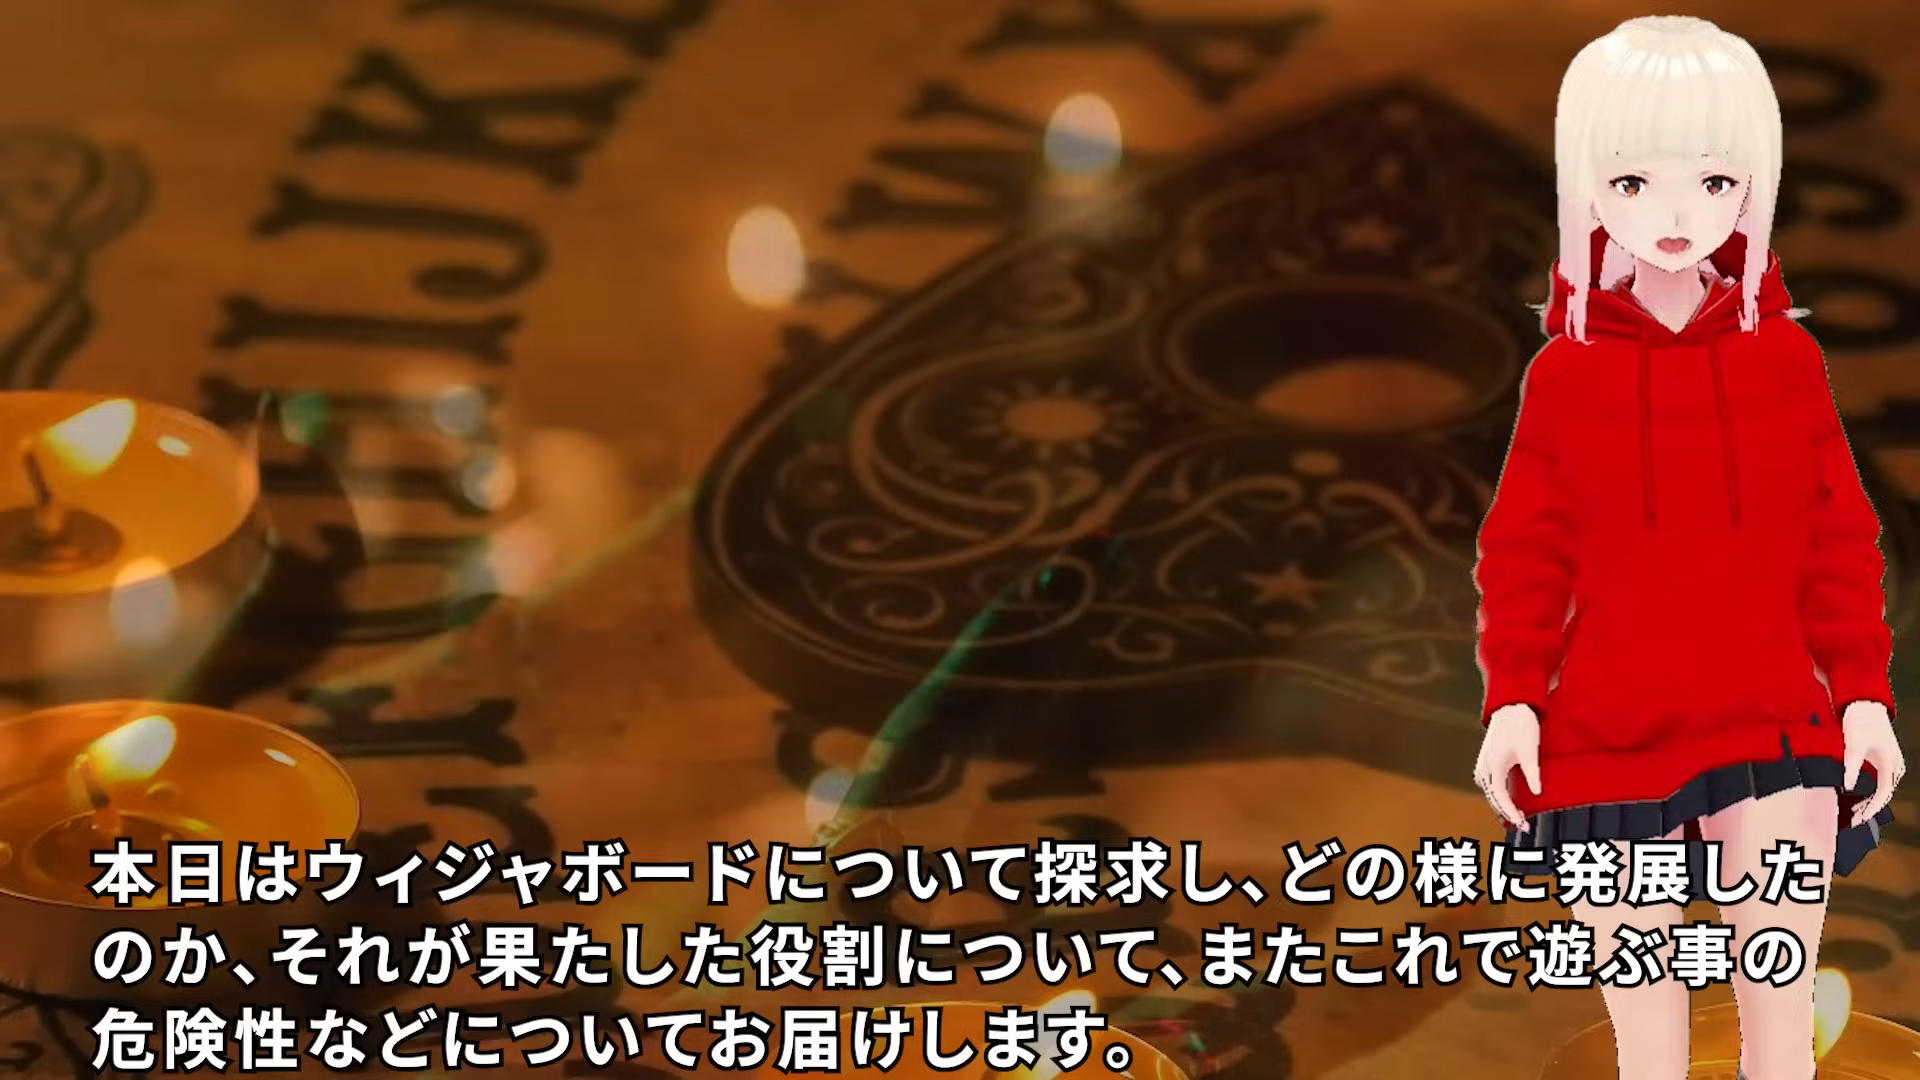 本日はウィジャボードについて探求し、どの様に発展した
のか、それが果たした役割について、またこれで遊ぶ事の
危険性などについてお届けします。